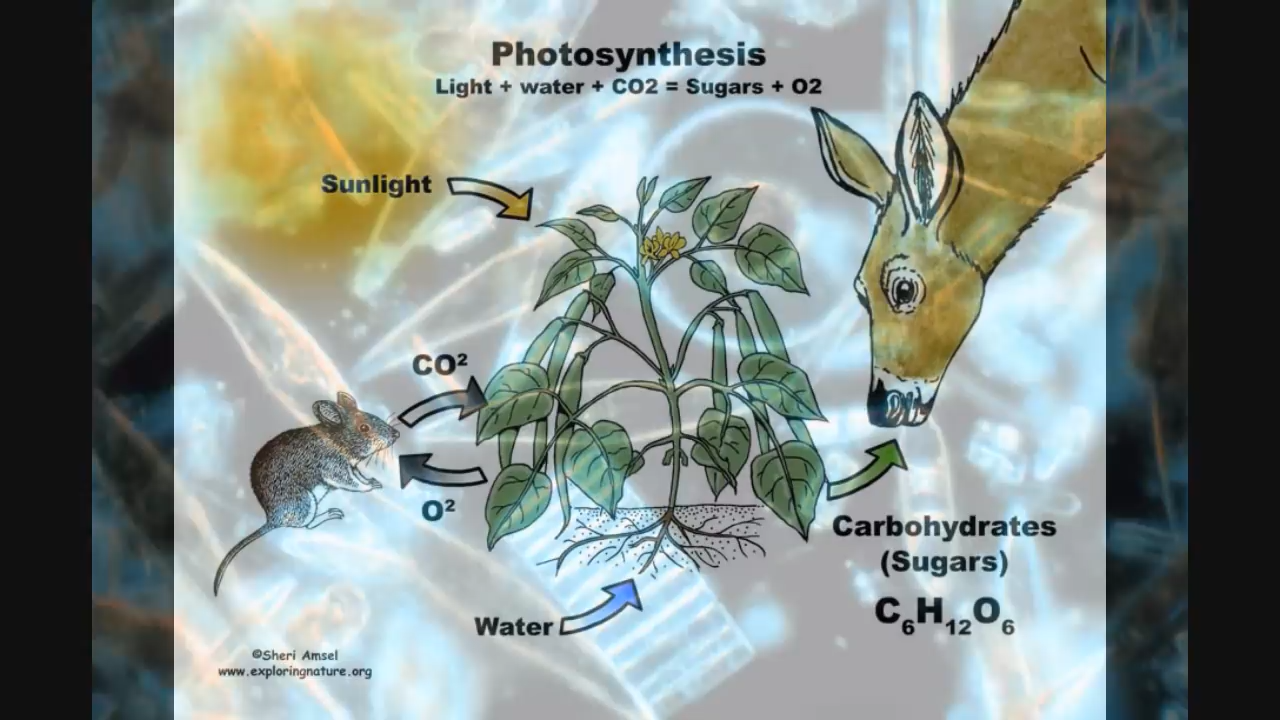 Photosynthesis
Light + water + CO2 = Sugars + O2
Sunlight
CO²
O²
Carbohydrates
(Sugars)
C₆H₁₂O₆
Water
©Sheri Amsel
www.exploringnature.org